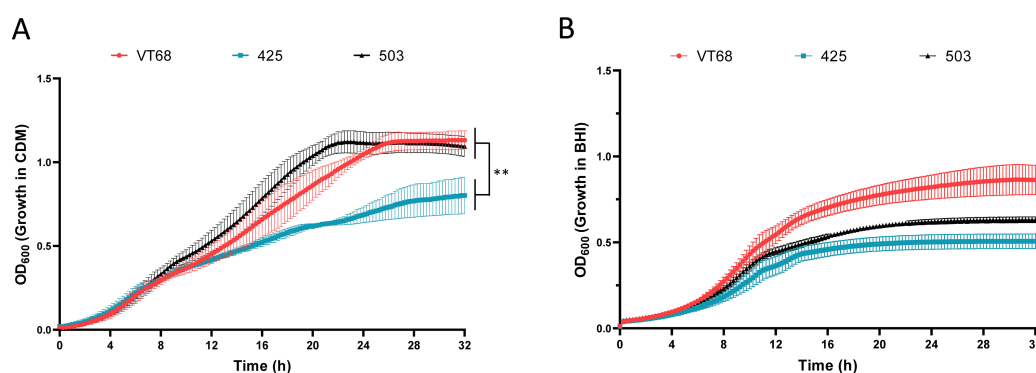 A
VT68 425 503
1.5
1.0
0.5
0.0
OD600 (Growth in CDM)
0 4 8 12 16 20 24 28 32
Time (h)
**
B
VT68 425 503
1.5
1.0
0.5
0.0
OD600 (Growth in BHI)
0 4 8 12 16 20 24 28
Time (h)